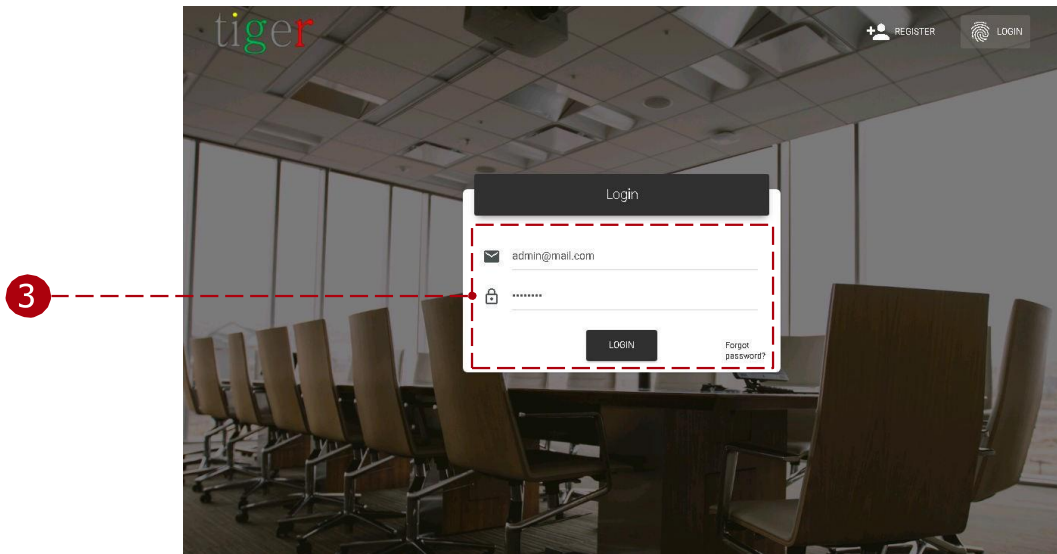 tiger
REGISTER
LOGIN
Login
admin@mail.com
3
••••••••
LOGIN
Forgot
password?